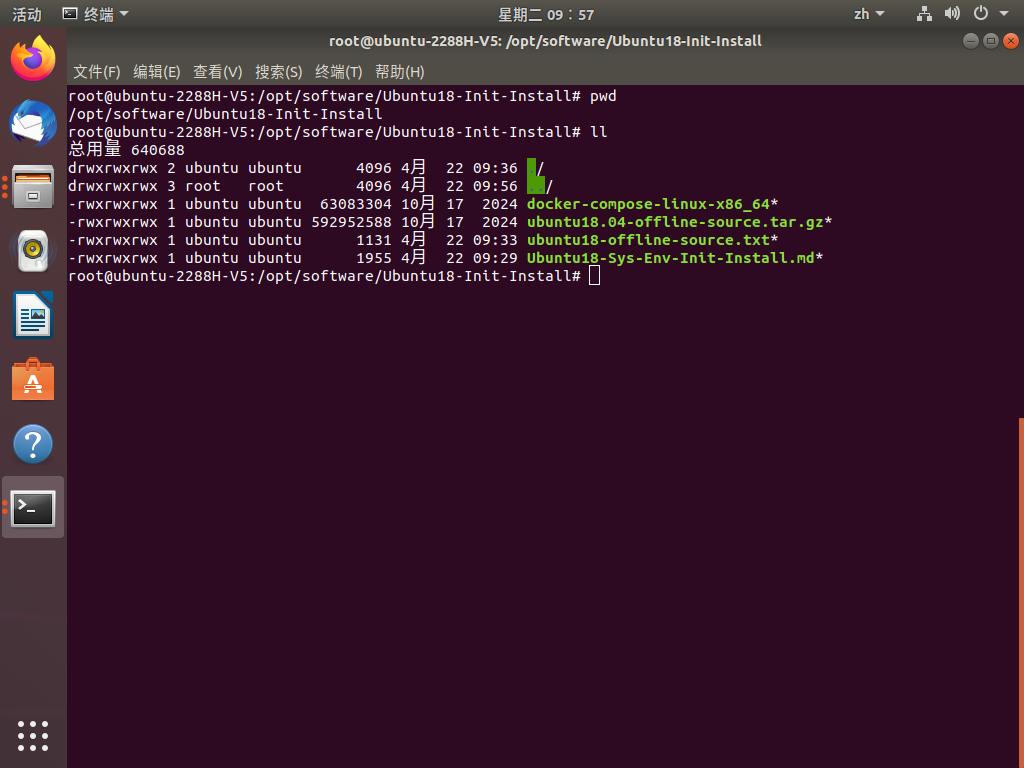 活动 终端 星期二 09：57 zh
root@ubuntu-2288H-V5: /opt/software/Ubuntu18-Init-Install
文件(F) 编辑(E) 查看(V) 搜索(S) 终端(T) 帮助(H)
root@ubuntu-2288H-V5:/opt/software/Ubuntu18-Init-Install# pwd
/opt/software/Ubuntu18-Init-Install
root@ubuntu-2288H-V5:/opt/software/Ubuntu18-Init-Install# ll
总用量 640688
drwxrwxrwx 2 ubuntu ubuntu      4096 4月  22 09:36 ./
drwxrwxrwx 3 root   root        4096 4月  22 09:56 ../
-rwxrwxrwx 1 ubuntu ubuntu  63083304 10月 17  2024 docker-compose-linux-x86_64*
-rwxrwxrwx 1 ubuntu ubuntu 592952588 10月 17  2024 ubuntu18.04-offline-source.tar.gz*
-rwxrwxrwx 1 ubuntu ubuntu      1131 4月  22 09:33 ubuntu18-offline-source.txt*
-rwxrwxrwx 1 ubuntu ubuntu      1955 4月  22 09:29 Ubuntu18-Sys-Env-Init-Install.md*
root@ubuntu-2288H-V5:/opt/software/Ubuntu18-Init-Install#